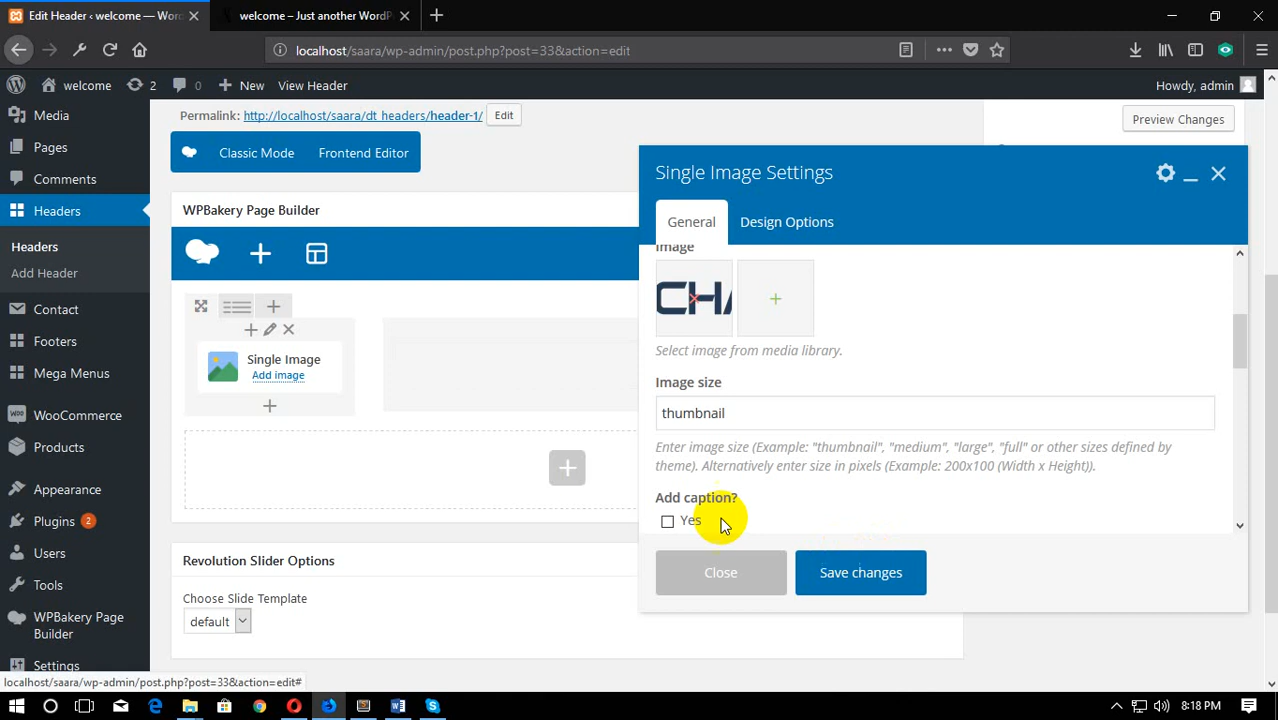 Edit Header ‹ welcome — Word
welcome – Just another WordP
localhost/saara/wp-admin/post.php?post=33&action=edit
welcome
2
0
New
View Header
Howdy, admin
Media
Pages
Comments
Headers
Headers
Add Header
Contact
Footers
Mega Menus
WooCommerce
Products
Appearance
Plugins 2
Users
Tools
WPBakery Page
Builder
Settings
Permalink: http://localhost/saara/dt_headers/header-1/ Edit
Preview Changes
Classic Mode
Frontend Editor
WPBakery Page Builder
Single Image
Add image
Revolution Slider Options
Choose Slide Template
default
Single Image Settings
General
Design Options
Image
CHA
Select image from media library.
Image size
thumbnail
Enter image size (Example: "thumbnail", "medium", "large", "full" or other sizes defined by
theme). Alternatively enter size in pixels (Example: 200x100 (Width x Height)).
Add caption?
Yes
Close
Save changes
localhost/saara/wp-admin/post.php?post=33&action=edit#
8:18 PM